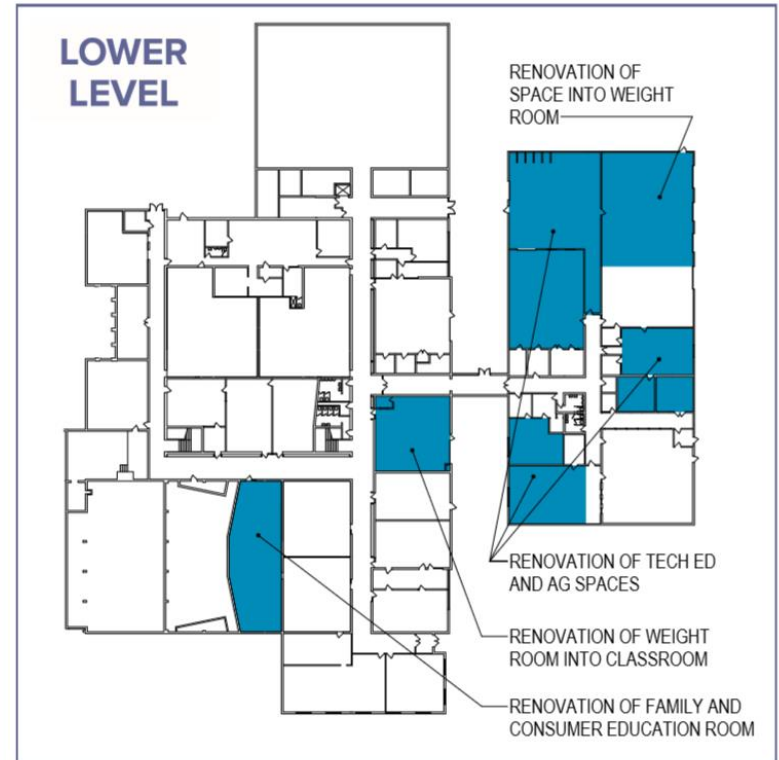 LOWER
LEVEL
RENOVATION OF
SPACE INTO WEIGHT
ROOM
RENOVATION OF TECH ED
AND AG SPACES
RENOVATION OF WEIGHT
ROOM INTO CLASSROOM
RENOVATION OF FAMILY AND
CONSUMER EDUCATION ROOM